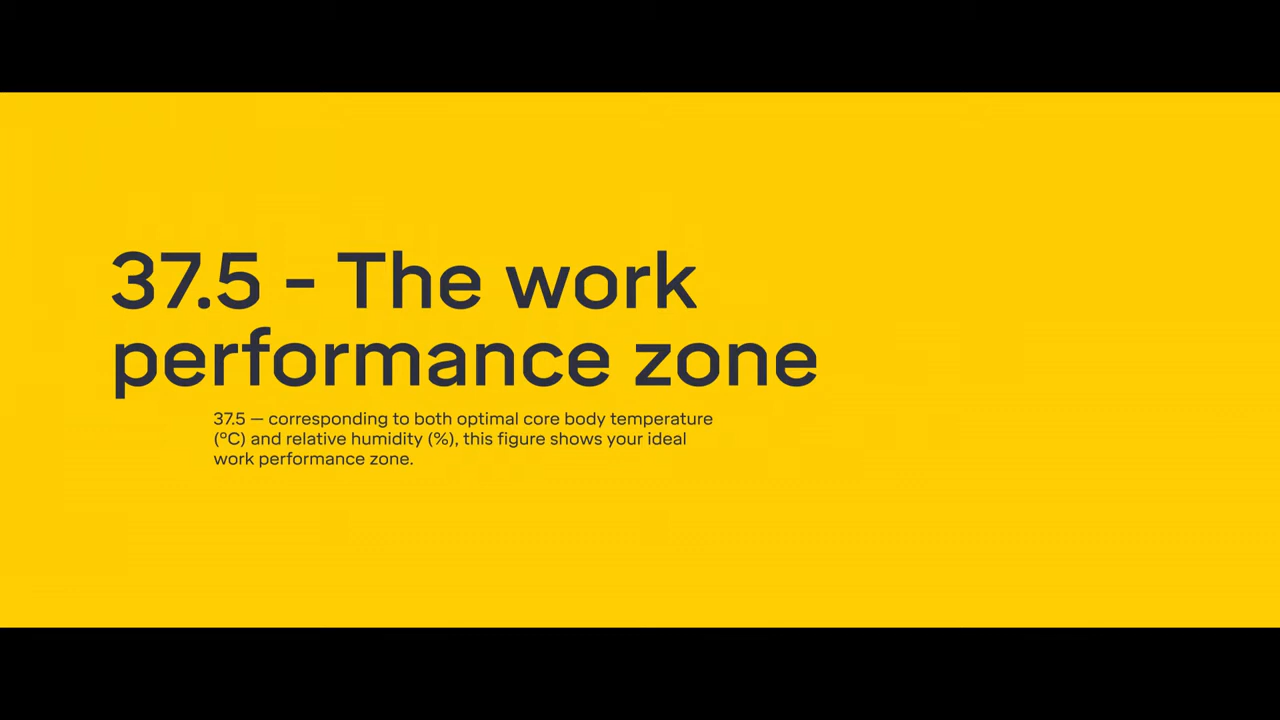 37.5 - The work
performance zone
37.5 — corresponding to both optimal core body temperature
(ºC) and relative humidity (%), this figure shows your ideal
work performance zone.